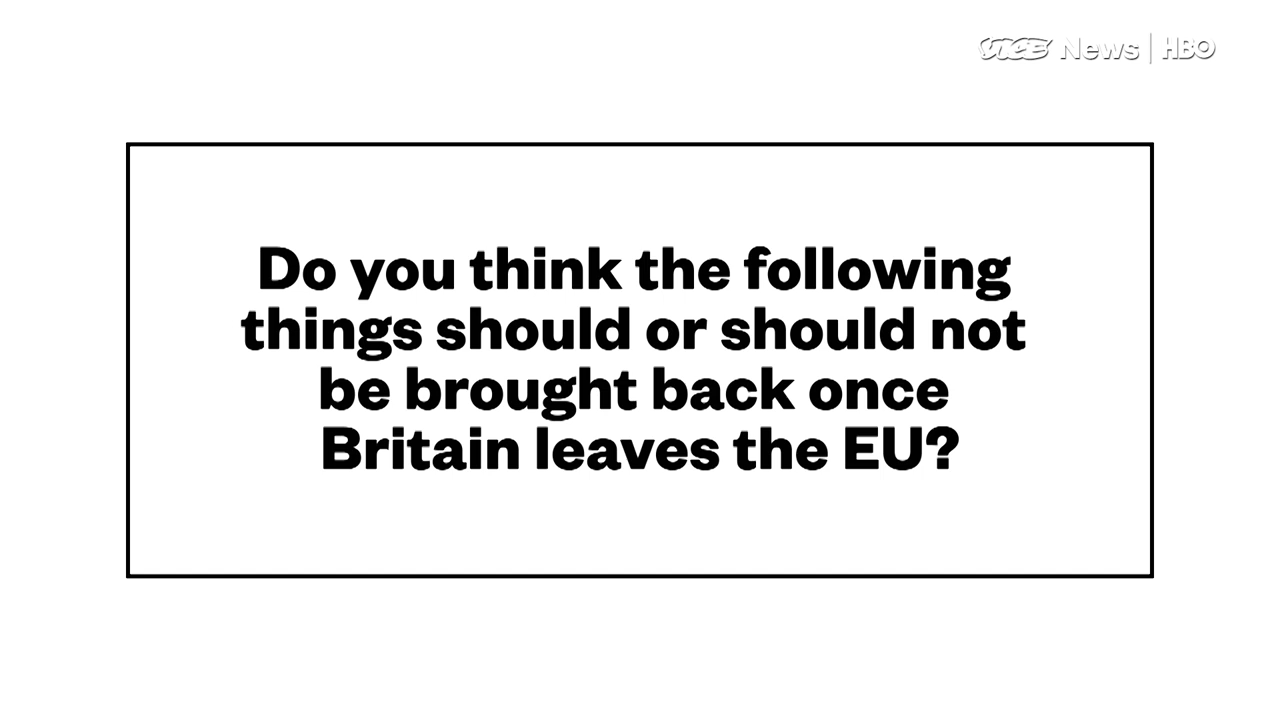 VICE News | HBO
Do you think the following
things should or should not
be brought back once
Britain leaves the EU?